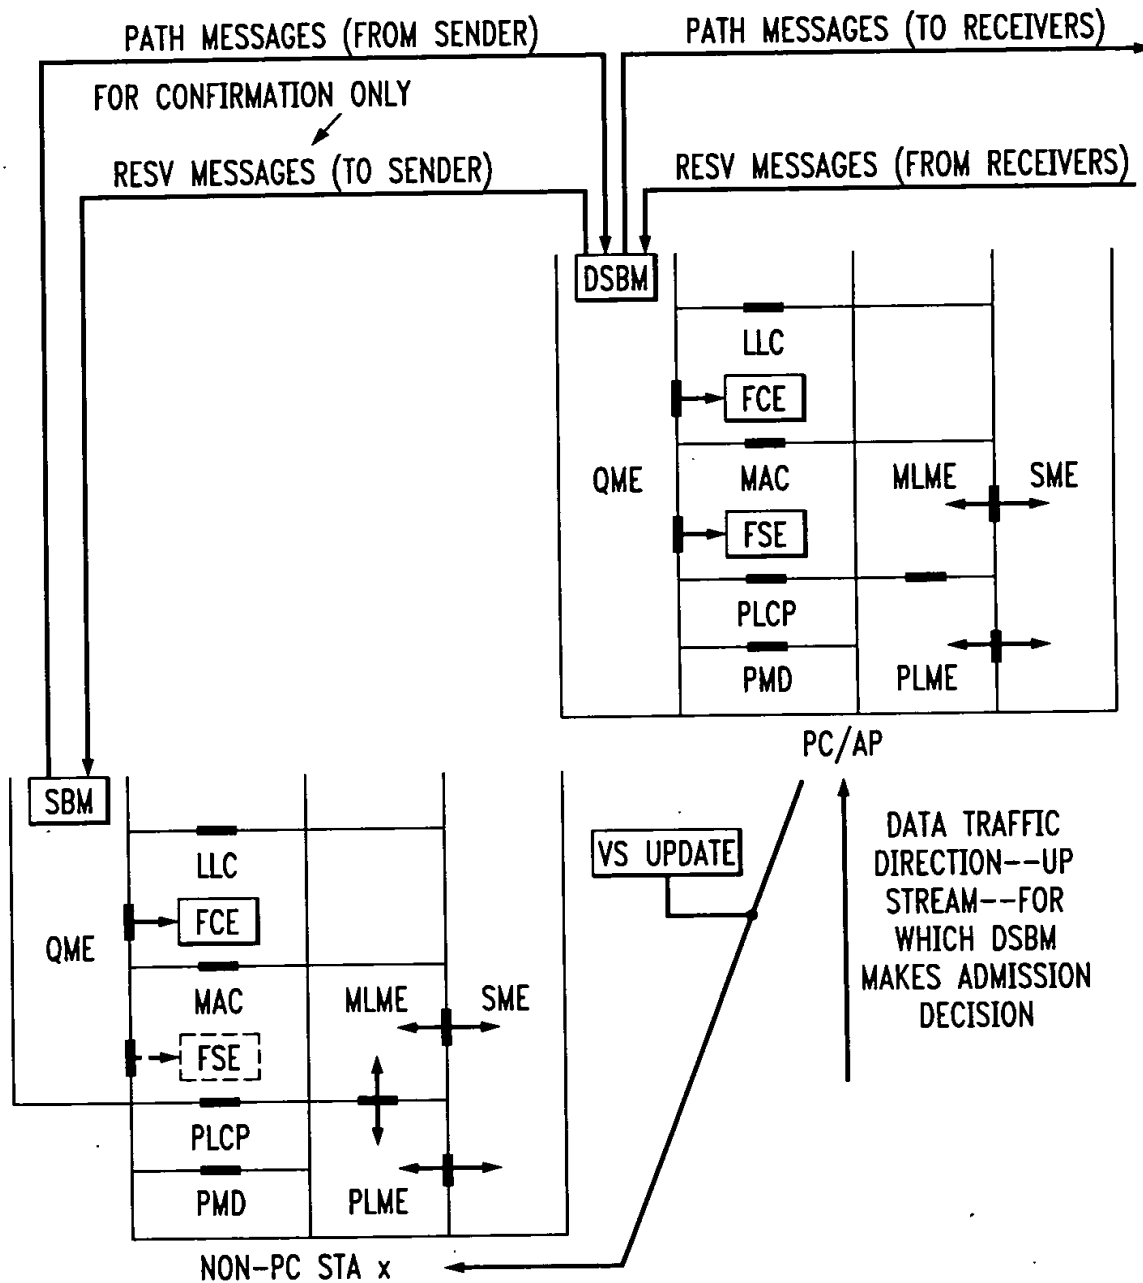 PATH MESSAGES (FROM SENDER)
PATH MESSAGES (TO RECEIVERS)
FOR CONFIRMATION ONLY
RESV MESSAGES (TO SENDER)
RESV MESSAGES (FROM RECEIVERS)
DSBM
LLC
FCE
QME
MAC
MLME
SME
FSE
PLCP
PMD
PLME
PC/AP
SBM
LLC
FCE
QME
MAC
MLME
SME
FSE
PLCP
PMD
PLME
NON-PC STA x
VS UPDATE
DATA TRAFFIC
DIRECTION--UP
STREAM--FOR
WHICH DSBM
MAKES ADMISSION
DECISION